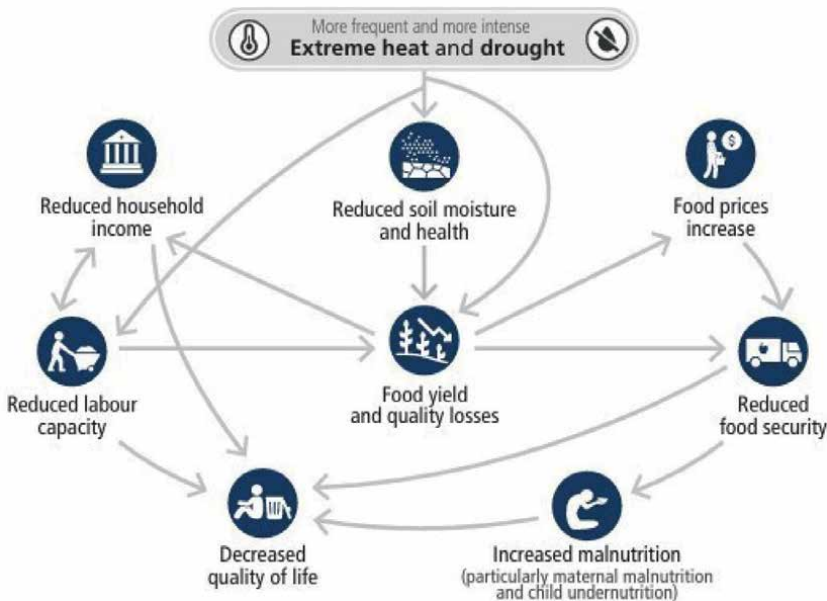 More frequent and more intense
Extreme heat and drought
Reduced household
income
Reduced soil moisture
and health
$
Food prices
increase
Reduced labour
capacity
Food yield
and quality losses
Reduced
food security
Decreased
quality of life
Increased malnutrition
(particularly maternal malnutrition
and child undernutrition)